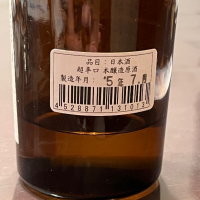 品目:日本酒
超辛口 本醸造原酒
製造年月: '5 年 7. 月
4528871131013